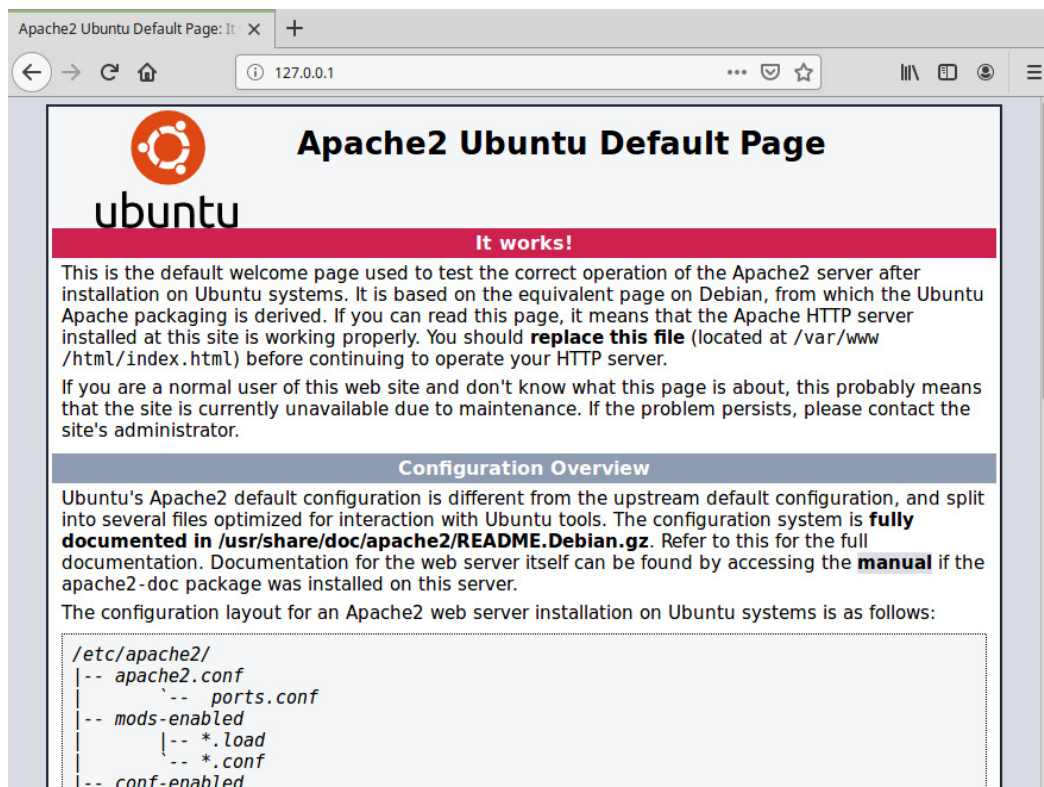 Apache2 Ubuntu Default Page: It
127.0.0.1
Apache2 Ubuntu Default Page
ubuntu
It works!
This is the default welcome page used to test the correct operation of the Apache2 server after
installation on Ubuntu systems. It is based on the equivalent page on Debian, from which the Ubuntu
Apache packaging is derived. If you can read this page, it means that the Apache HTTP server
installed at this site is working properly. You should replace this file (located at /var/www
/html/index.html) before continuing to operate your HTTP server.
If you are a normal user of this web site and don't know what this page is about, this probably means
that the site is currently unavailable due to maintenance. If the problem persists, please contact the
site's administrator.
Configuration Overview
Ubuntu's Apache2 default configuration is different from the upstream default configuration, and split
into several files optimized for interaction with Ubuntu tools. The configuration system is fully
documented in /usr/share/doc/apache2/README.Debian.gz. Refer to this for the full
documentation. Documentation for the web server itself can be found by accessing the manual if the
apache2-doc package was installed on this server.
The configuration layout for an Apache2 web server installation on Ubuntu systems is as follows:
/etc/apache2/
|-- apache2.conf
|       `--  ports.conf
|-- mods-enabled
|       |-- *.load
|       `-- *.conf
|-- conf-enabled